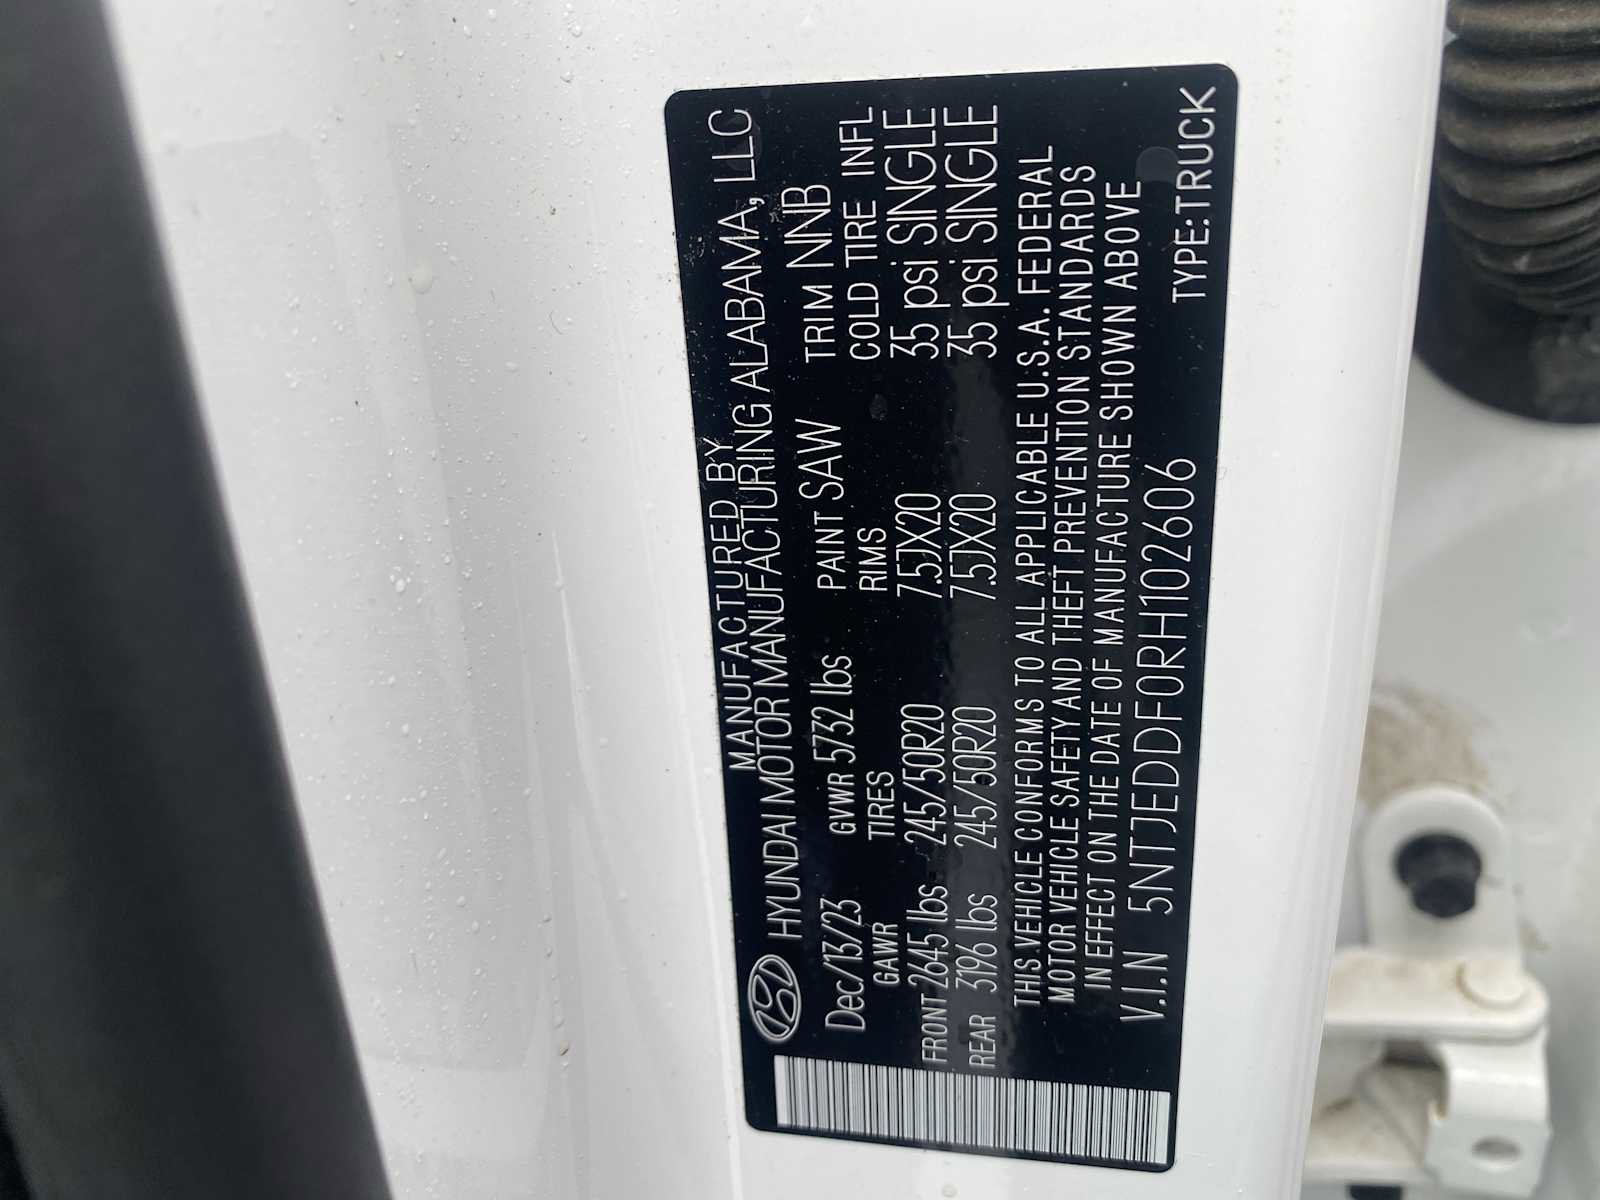 MANUFACTURED BY
HYUNDAI MOTOR MANUFACTURING ALABAMA, LLC
Dec/13/23 GVWR 5732 lbs PAINT SAW TRIM NNB
GAWR TIRES RIMS COLD TIRE INFL
FRONT 2645 lbs 245/50R20 7.5JX20 35 psi SINGLE
REAR 3196 lbs 245/50R20 7.5JX20 35 psi SINGLE
THIS VEHICLE CONFORMS TO ALL APPLICABLE U.S.A. FEDERAL
MOTOR VEHICLE SAFETY AND THEFT PREVENTION STANDARDS
IN EFFECT ON THE DATE OF MANUFACTURE SHOWN ABOVE
V.I.N 5NTJEDDF0RH102606 TYPE:TRUCK